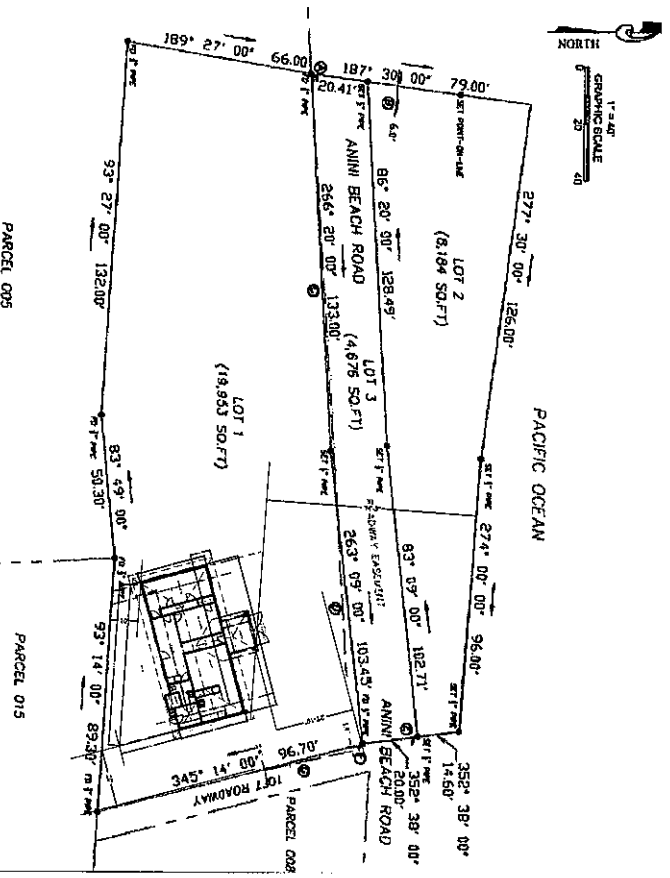 NORTH
1" = 40'
GRAPHIC SCALE
0 20 40
PACIFIC OCEAN
277° 30' 00" 126.00'
274° 00' 00" 96.00'
SET PONT-ON-LINE
79.00'
187° 30' 00"
6.0'
20.41'
66.00'
189° 27' 00"
LOT 2
(8,184 SQ.FT)
86° 20' 00" 128.49'
83° 09' 00" 102.71'
352° 38' 00"
14.60'
352° 38' 00"
20.00'
ANINI BEACH ROAD
LOT 3
(4,676 SQ.FT)
ROADWAY EASEMENT
ANINI BEACH ROAD
266° 20' 00" 133.00'
263° 09' 00" 103.45'
LOT 1
(19,953 SQ.FT)
93° 27' 00" 132.00'
83° 49' 00"
50.30'
93° 14' 00" 89.30'
345° 14' 00" 96.70'
10FT ROADWAY
PARCEL 008
PARCEL 005
PARCEL 015